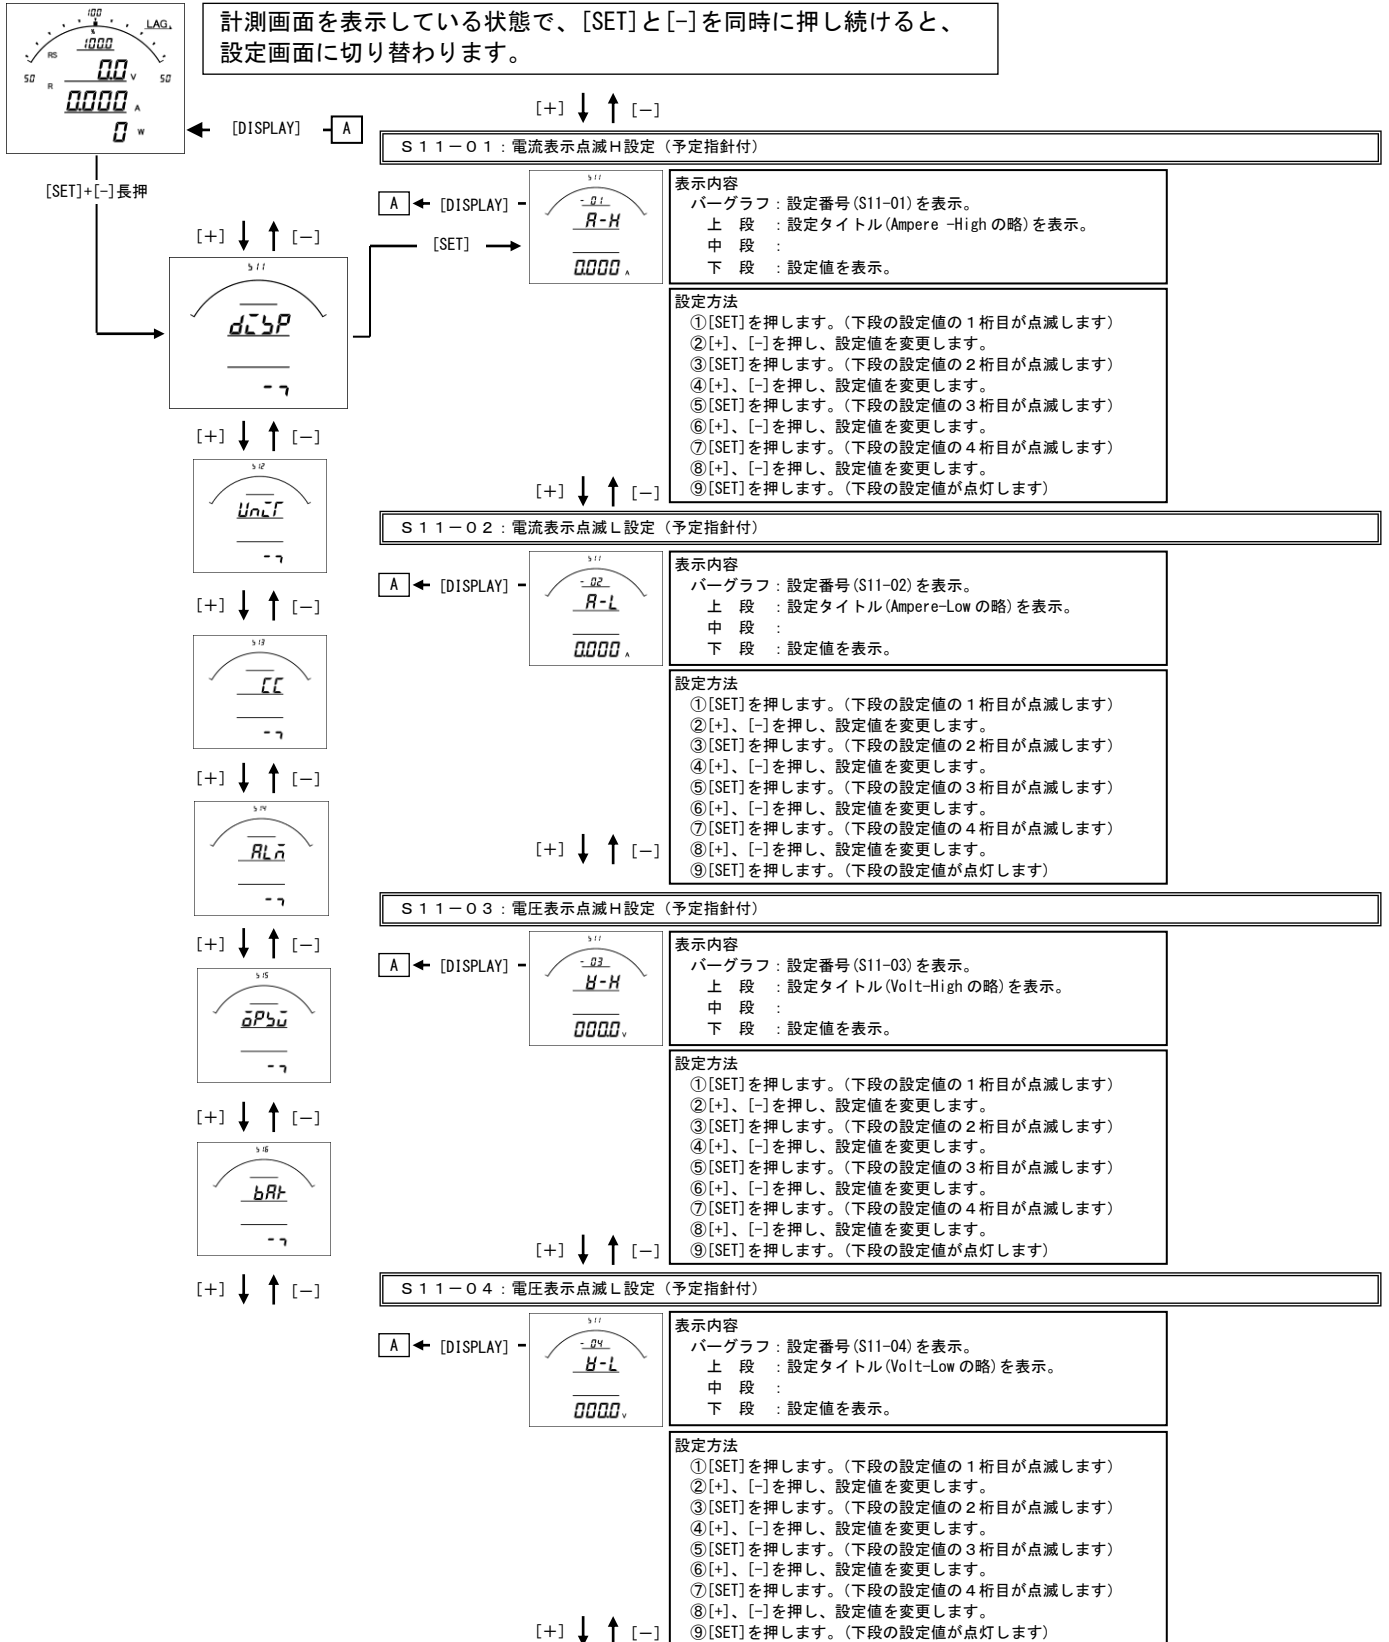 計測画面を表示している状態で、[SET]と[-]を同時に押し続けると、
設定画面に切り替わります。
100
LAG.
%
100.0
RS
50
0.0 V
50
R
0.000 A
0 W
[DISPLAY]
A
[SET]+[-]長押
[+] [-]
S11
[+] [-]
S12
[+] [-]
S13
CC
[+] [-]
S14
[+] [-]
S15
[+] [-]
S16
[+] [-]
[SET]
[+] [-]
S11-01:電流表示点滅H設定(予定指針付)
A
[DISPLAY]
S11
-01
A-H
0.000 A
表示内容
バーグラフ:設定番号(S11-01)を表示。
上 段 :設定タイトル(Ampere -Highの略)を表示。
中 段 :
下 段 :設定値を表示。
設定方法
①[SET]を押します。(下段の設定値の1桁目が点滅します)
②[+]、[-]を押し、設定値を変更します。
③[SET]を押します。(下段の設定値の2桁目が点滅します)
④[+]、[-]を押し、設定値を変更します。
⑤[SET]を押します。(下段の設定値の3桁目が点滅します)
⑥[+]、[-]を押し、設定値を変更します。
⑦[SET]を押します。(下段の設定値の4桁目が点滅します)
⑧[+]、[-]を押し、設定値を変更します。
⑨[SET]を押します。(下段の設定値が点灯します)
[+] [-]
S11-02:電流表示点滅L設定(予定指針付)
A
[DISPLAY]
S11
-02
A-L
0.000 A
表示内容
バーグラフ:設定番号(S11-02)を表示。
上 段 :設定タイトル(Ampere-Lowの略)を表示。
中 段 :
下 段 :設定値を表示。
設定方法
①[SET]を押します。(下段の設定値の1桁目が点滅します)
②[+]、[-]を押し、設定値を変更します。
③[SET]を押します。(下段の設定値の2桁目が点滅します)
④[+]、[-]を押し、設定値を変更します。
⑤[SET]を押します。(下段の設定値の3桁目が点滅します)
⑥[+]、[-]を押し、設定値を変更します。
⑦[SET]を押します。(下段の設定値の4桁目が点滅します)
⑧[+]、[-]を押し、設定値を変更します。
⑨[SET]を押します。(下段の設定値が点灯します)
[+] [-]
S11-03:電圧表示点滅H設定(予定指針付)
A
[DISPLAY]
S11
-03
V-H
000.0 V
表示内容
バーグラフ:設定番号(S11-03)を表示。
上 段 :設定タイトル(Volt-Highの略)を表示。
中 段 :
下 段 :設定値を表示。
設定方法
①[SET]を押します。(下段の設定値の1桁目が点滅します)
②[+]、[-]を押し、設定値を変更します。
③[SET]を押します。(下段の設定値の2桁目が点滅します)
④[+]、[-]を押し、設定値を変更します。
⑤[SET]を押します。(下段の設定値の3桁目が点滅します)
⑥[+]、[-]を押し、設定値を変更します。
⑦[SET]を押します。(下段の設定値の4桁目が点滅します)
⑧[+]、[-]を押し、設定値を変更します。
⑨[SET]を押します。(下段の設定値が点灯します)
[+] [-]
S11-04:電圧表示点滅L設定(予定指針付)
A
[DISPLAY]
S11
-04
V-L
000.0 V
表示内容
バーグラフ:設定番号(S11-04)を表示。
上 段 :設定タイトル(Volt-Lowの略)を表示。
中 段 :
下 段 :設定値を表示。
設定方法
①[SET]を押します。(下段の設定値の1桁目が点滅します)
②[+]、[-]を押し、設定値を変更します。
③[SET]を押します。(下段の設定値の2桁目が点滅します)
④[+]、[-]を押し、設定値を変更します。
⑤[SET]を押します。(下段の設定値の3桁目が点滅します)
⑥[+]、[-]を押し、設定値を変更します。
⑦[SET]を押します。(下段の設定値の4桁目が点滅します)
⑧[+]、[-]を押し、設定値を変更します。
⑨[SET]を押します。(下段の設定値が点灯します)
[+] [-]